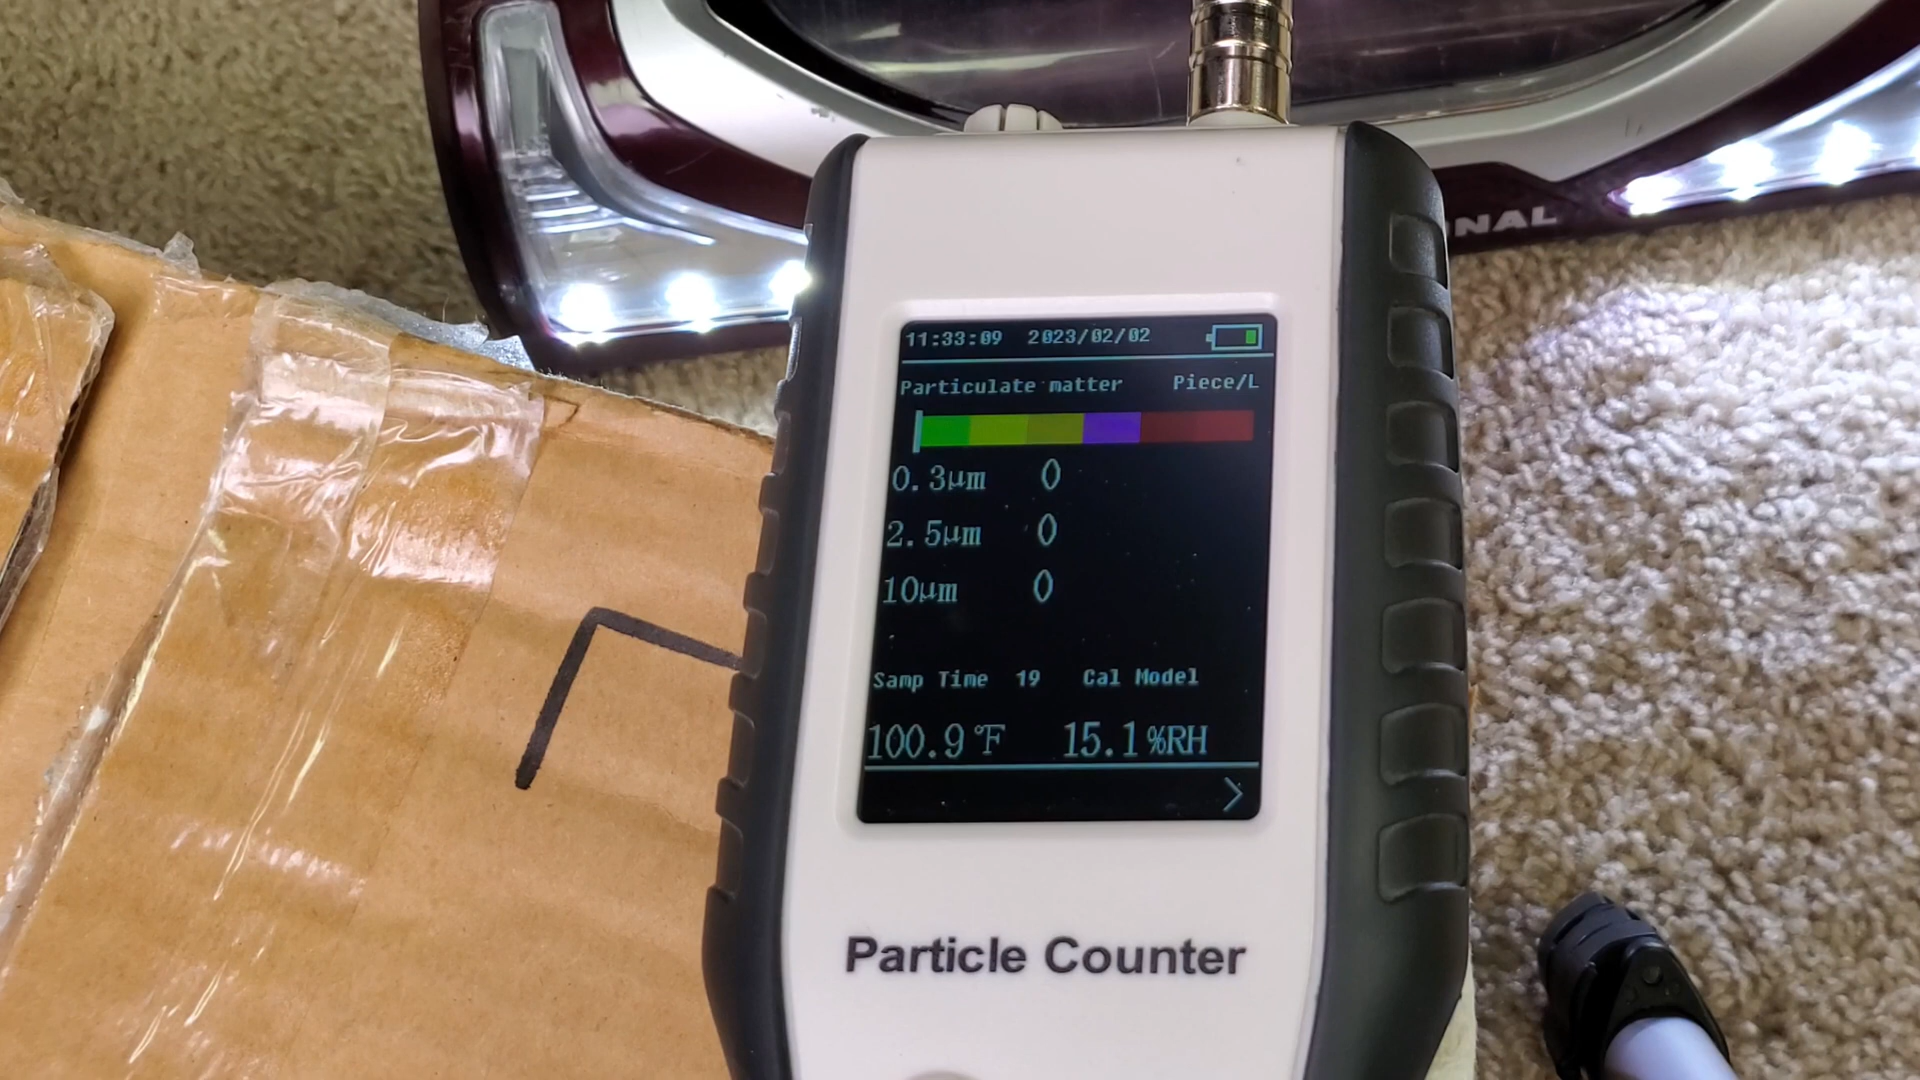 NAL
11:33:09 2023/02/02
Particulate matter Piece/L
0.3μm 0
2.5μm 0
10μm 0
Samp Time 19 Cal Model
100.9°F 15.1%RH
>
Particle Counter